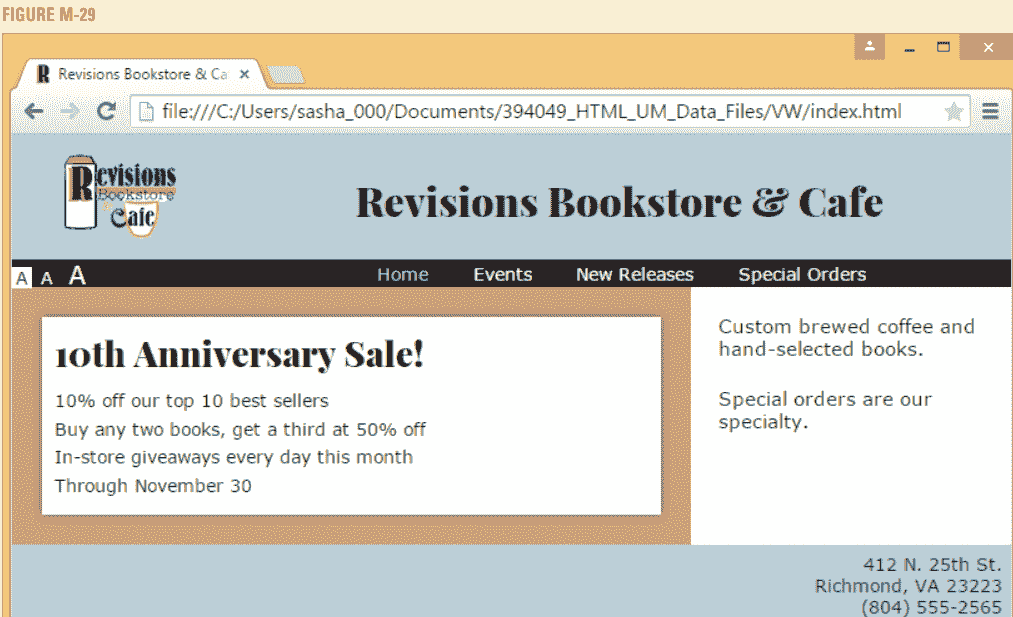 FIGURE M-29
Revisions Bookstore & Ca
file:///C:/Users/sasha_000/Documents/394049_HTML_UM_Data_Files/VW/index.html
Revisions
Bookstore
Cafe
Revisions Bookstore & Cafe
A A A Home Events New Releases Special Orders
10th Anniversary Sale!
10% off our top 10 best sellers
Buy any two books, get a third at 50% off
In-store giveaways every day this month
Through November 30
Custom brewed coffee and
hand-selected books.
Special orders are our
specialty.
412 N. 25th St.
Richmond, VA 23223
(804) 555-2565